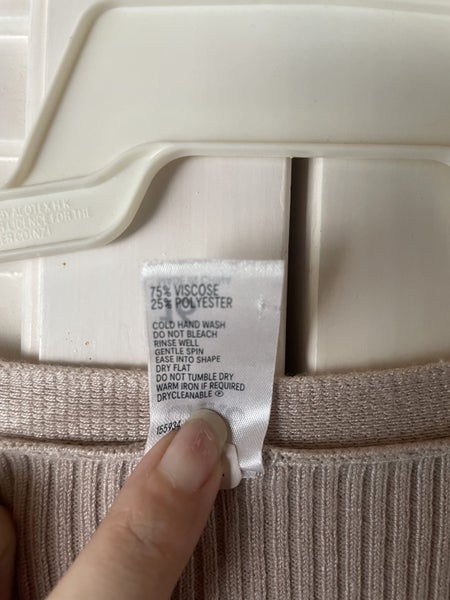 75% VISCOSE
25% POLYESTER
COLD HAND WASH
DO NOT BLEACH
RINSE WELL
GENTLE SPIN
EASE INTO SHAPE
DRY FLAT
DO NOT TUMBLE DRY
WARM IRON IF REQUIRED
DRYCLEANABLE Ⓟ
155934